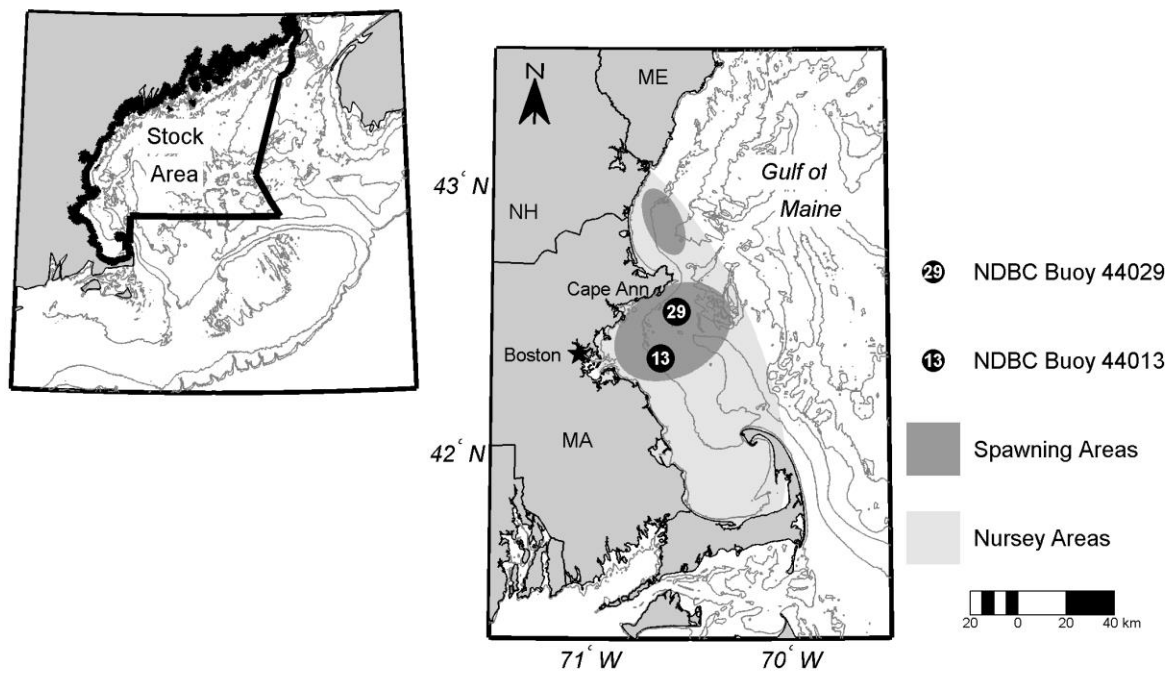 Stock
Area
N
ME
43° N
Gulf of
Maine
NH
Cape Ann
29
Boston
13
MA
42° N
71° W
70° W
29 NDBC Buoy 44029
13 NDBC Buoy 44013
Spawning Areas
Nursey Areas
20 0 20 40 km